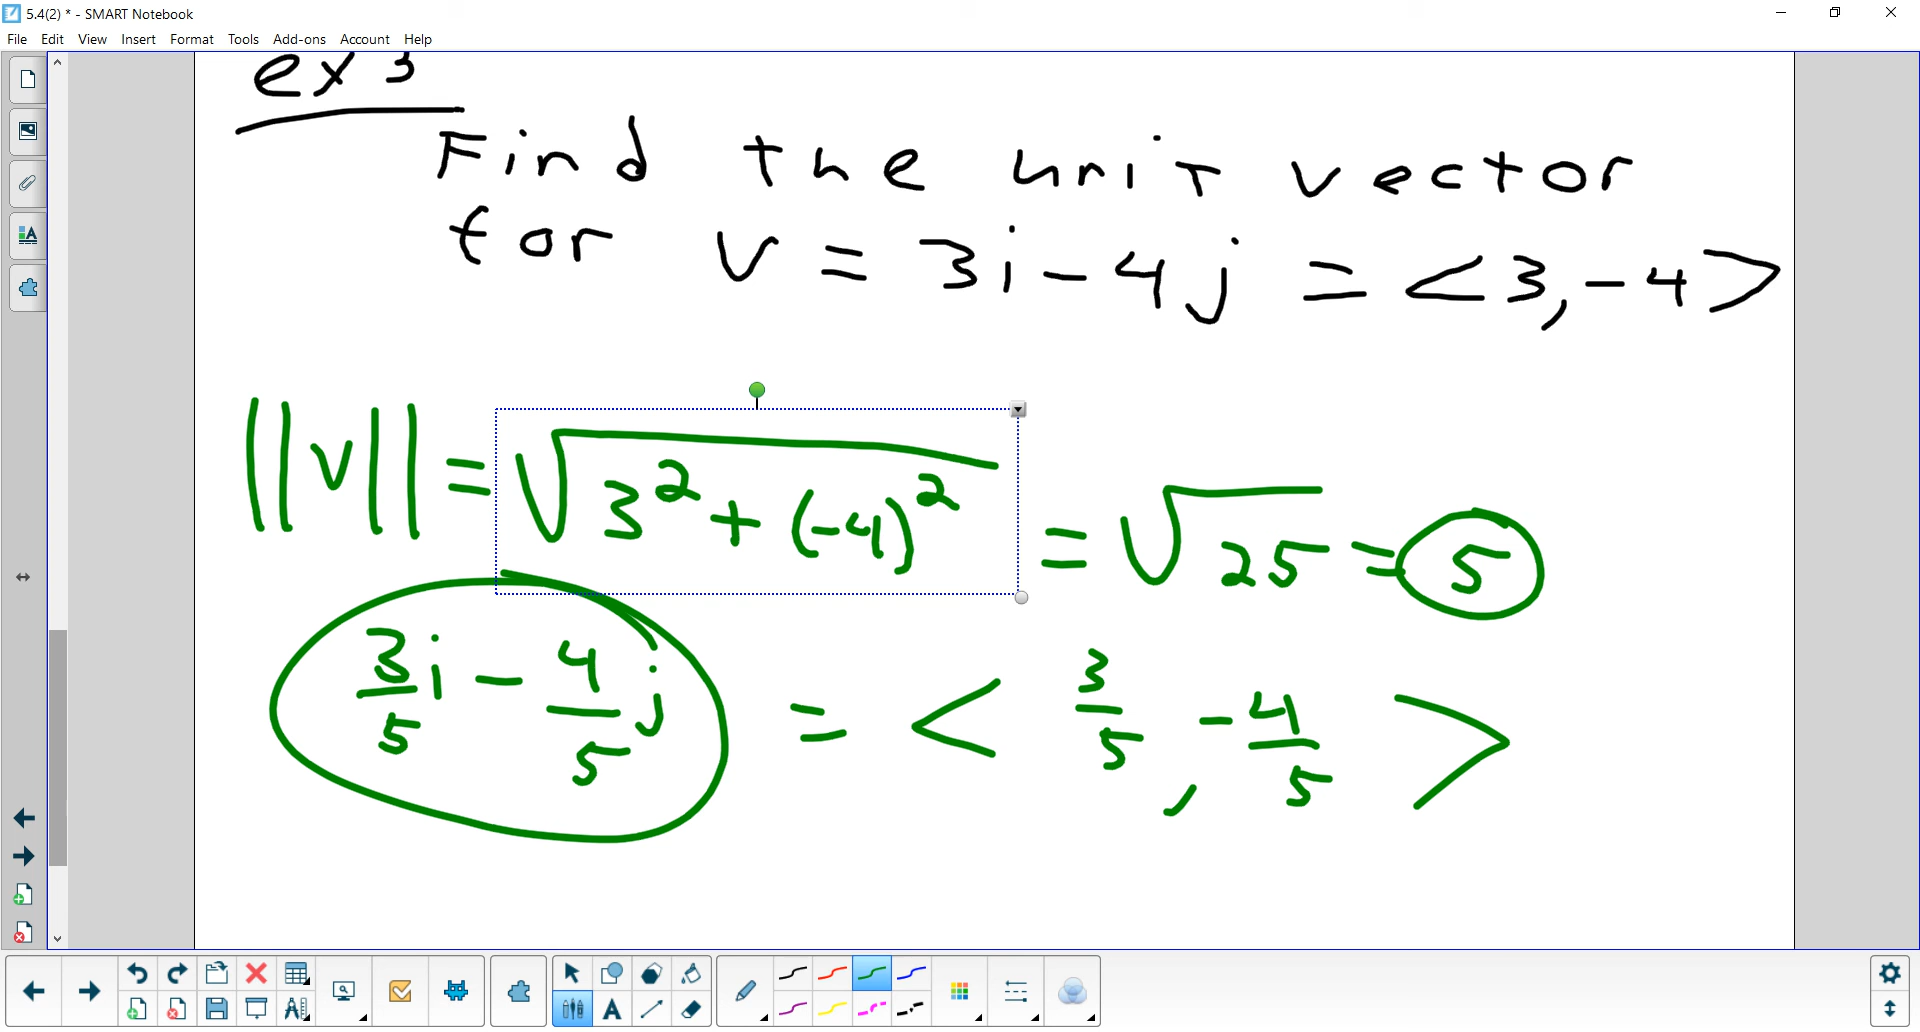 5.4(2) * - SMART Notebook
File Edit View Insert Format Tools Add-ons Account Help
ex 3
Find the unit vector
for v = 3i - 4j = <3, -4>
||v|| = √(3² + (-4)²) = √25 = 5
3/5 i - 4/5 j = < 3/5, -4/5 >